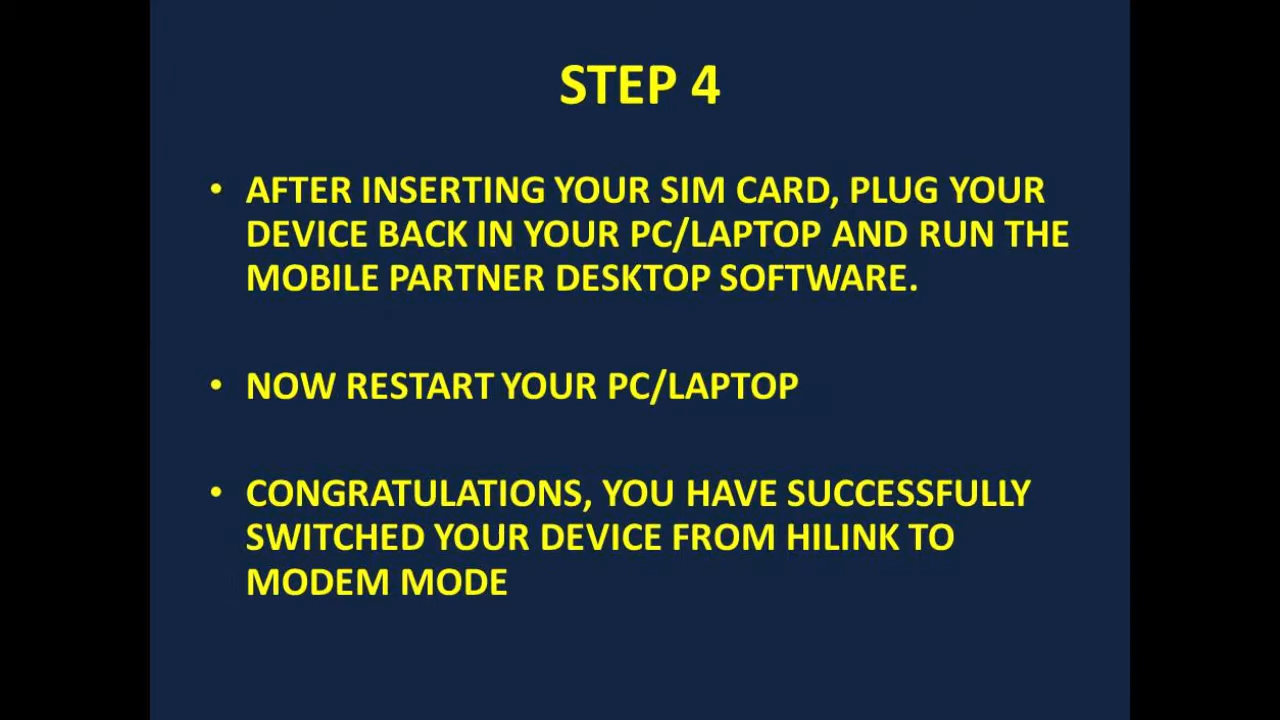 STEP 4
• AFTER INSERTING YOUR SIM CARD, PLUG YOUR
DEVICE BACK IN YOUR PC/LAPTOP AND RUN THE
MOBILE PARTNER DESKTOP SOFTWARE.
• NOW RESTART YOUR PC/LAPTOP
• CONGRATULATIONS, YOU HAVE SUCCESSFULLY
SWITCHED YOUR DEVICE FROM HILINK TO
MODEM MODE